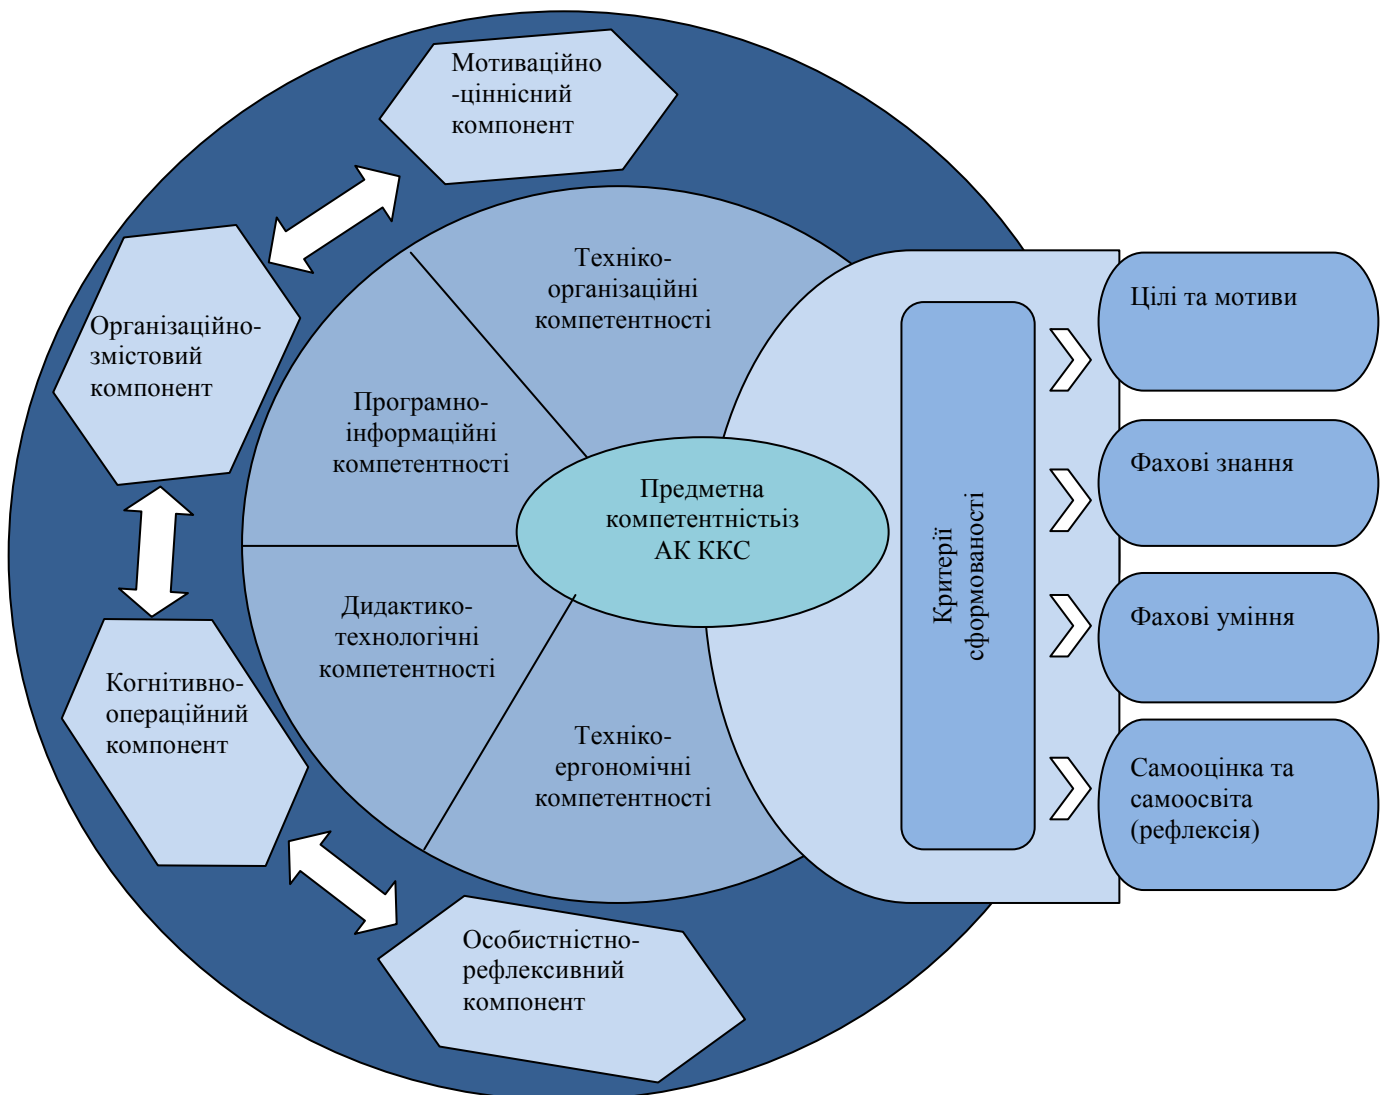 Мотиваційно
-ціннісний
компонент
Організаційно-
змістовий
компонент
Когнітивно-
операційний
компонент
Особистністно-
рефлексивний
компонент
Техніко-
організаційні
компетентності
Програмно-
інформаційні
компетентності
Дидактико-
технологічні
компетентності
Техніко-
ергономічні
компетентності
Предметна
компетентністьіз
АК ККС
Критерії
сформованості
Цілі та мотиви
Фахові знання
Фахові уміння
Самооцінка та
самоосвіта
(рефлексія)